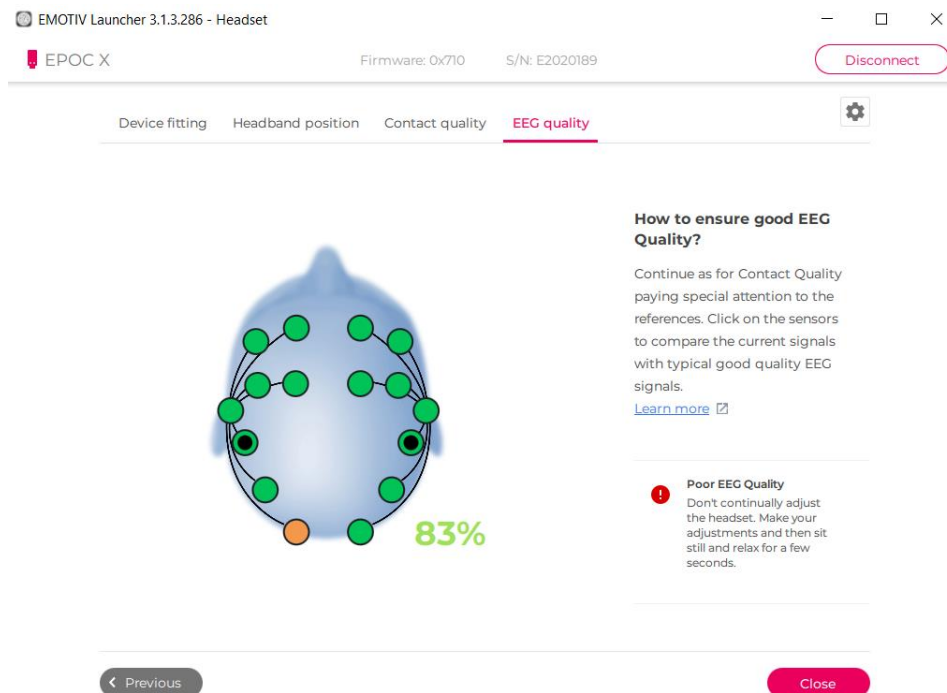 EMOTIV Launcher 3.1.3.286 - Headset
EPOC X
Firmware: 0x710
S/N: E2020189
Disconnect
Device fitting
Headband position
Contact quality
EEG quality
How to ensure good EEG
Quality?
Continue as for Contact Quality
paying special attention to the
references. Click on the sensors
to compare the current signals
with typical good quality EEG
signals.
Learn more
Poor EEG Quality
Don't continually adjust
the headset. Make your
adjustments and then sit
still and relax for a few
seconds.
83%
Previous
Close